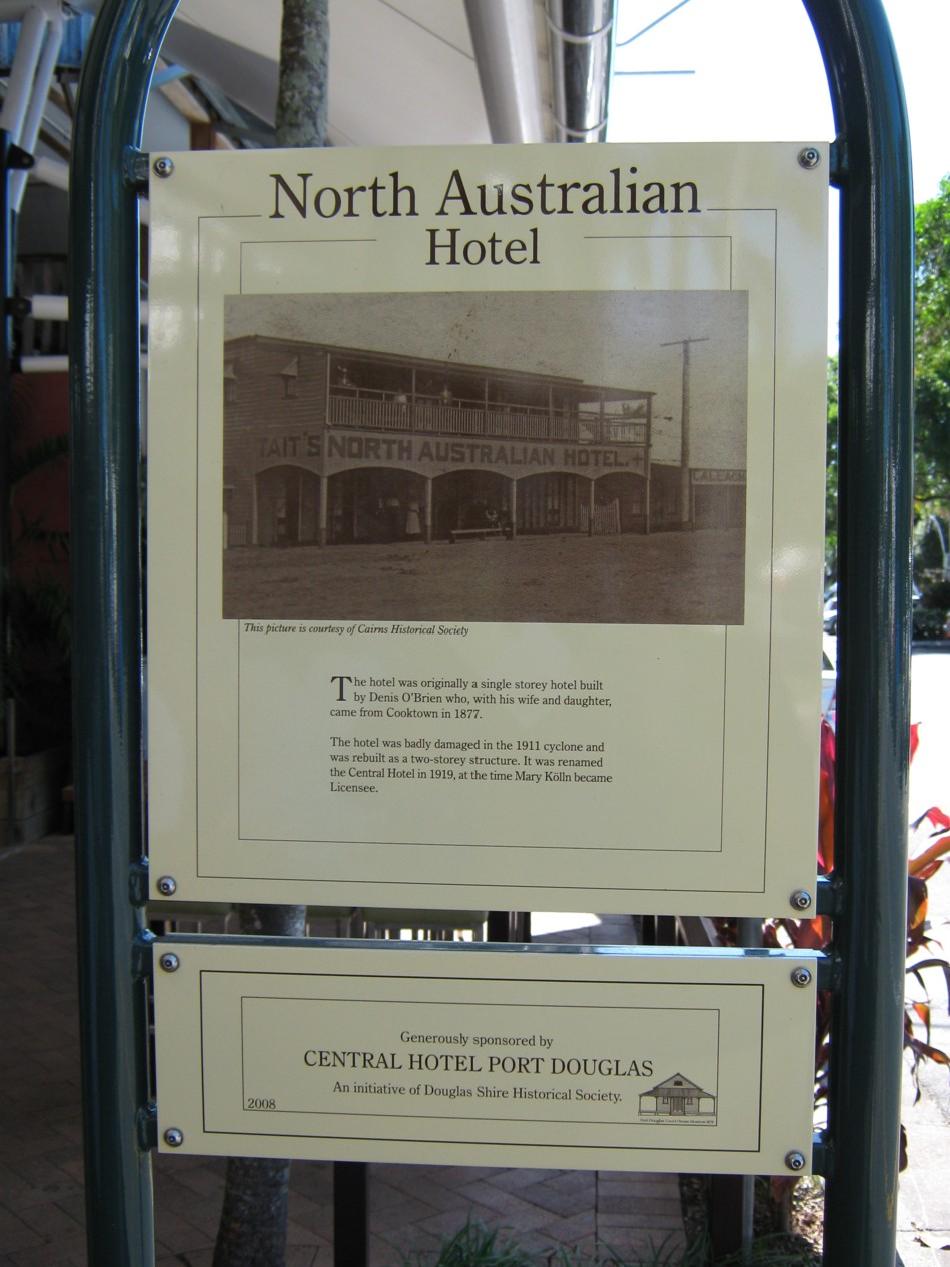 North Australian
Hotel
TAIT'S NORTH AUSTRALIAN HOTEL.
This picture is courtesy of Cairns Historical Society
The hotel was originally a single storey hotel built
by Denis O'Brien who, with his wife and daughter,
came from Cooktown in 1877.
The hotel was badly damaged in the 1911 cyclone and
was rebuilt as a two-storey structure. It was renamed
the Central Hotel in 1919, at the time Mary Kölln became
Licensee.
Generously sponsored by
CENTRAL HOTEL PORT DOUGLAS
An initiative of Douglas Shire Historical Society.
2008